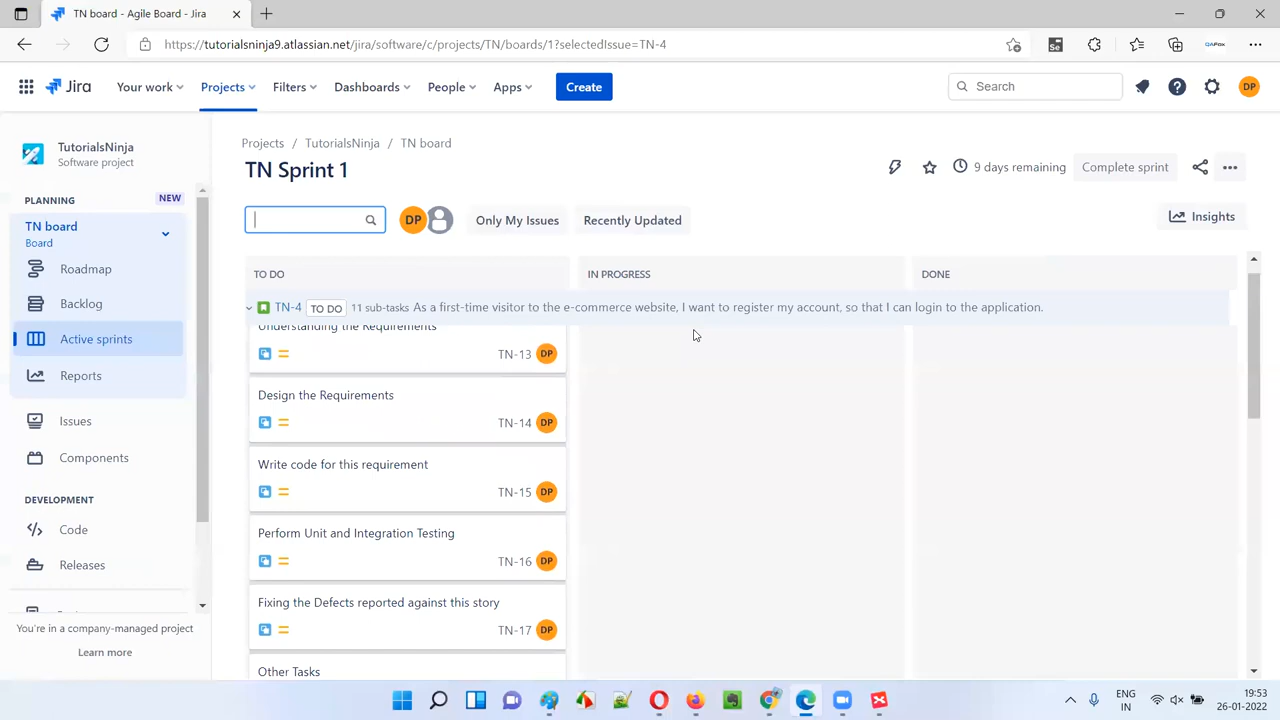 TN board - Agile Board - Jira
https://tutorialsninja9.atlassian.net/jira/software/c/projects/TN/boards/1?selectedIssue=TN-4
Se
QAFox
Jira
Your work
Projects
Filters
Dashboards
People
Apps
Create
Search
DP
TutorialsNinja
Software project
PLANNING
NEW
TN board
Board
Roadmap
Backlog
Active sprints
Reports
Issues
Components
DEVELOPMENT
Code
Releases
You're in a company-managed project
Learn more
Projects / TutorialsNinja / TN board
TN Sprint 1
9 days remaining
Complete sprint
DP
Only My Issues
Recently Updated
Insights
TO DO
IN PROGRESS
DONE
TN-4 TO DO 11 sub-tasks As a first-time visitor to the e-commerce website, I want to register my account, so that I can login to the application.
Understanding the Requirements
TN-13 DP
Design the Requirements
TN-14 DP
Write code for this requirement
TN-15 DP
Perform Unit and Integration Testing
TN-16 DP
Fixing the Defects reported against this story
TN-17 DP
Other Tasks
ENG
IN
19:53
26-01-2022